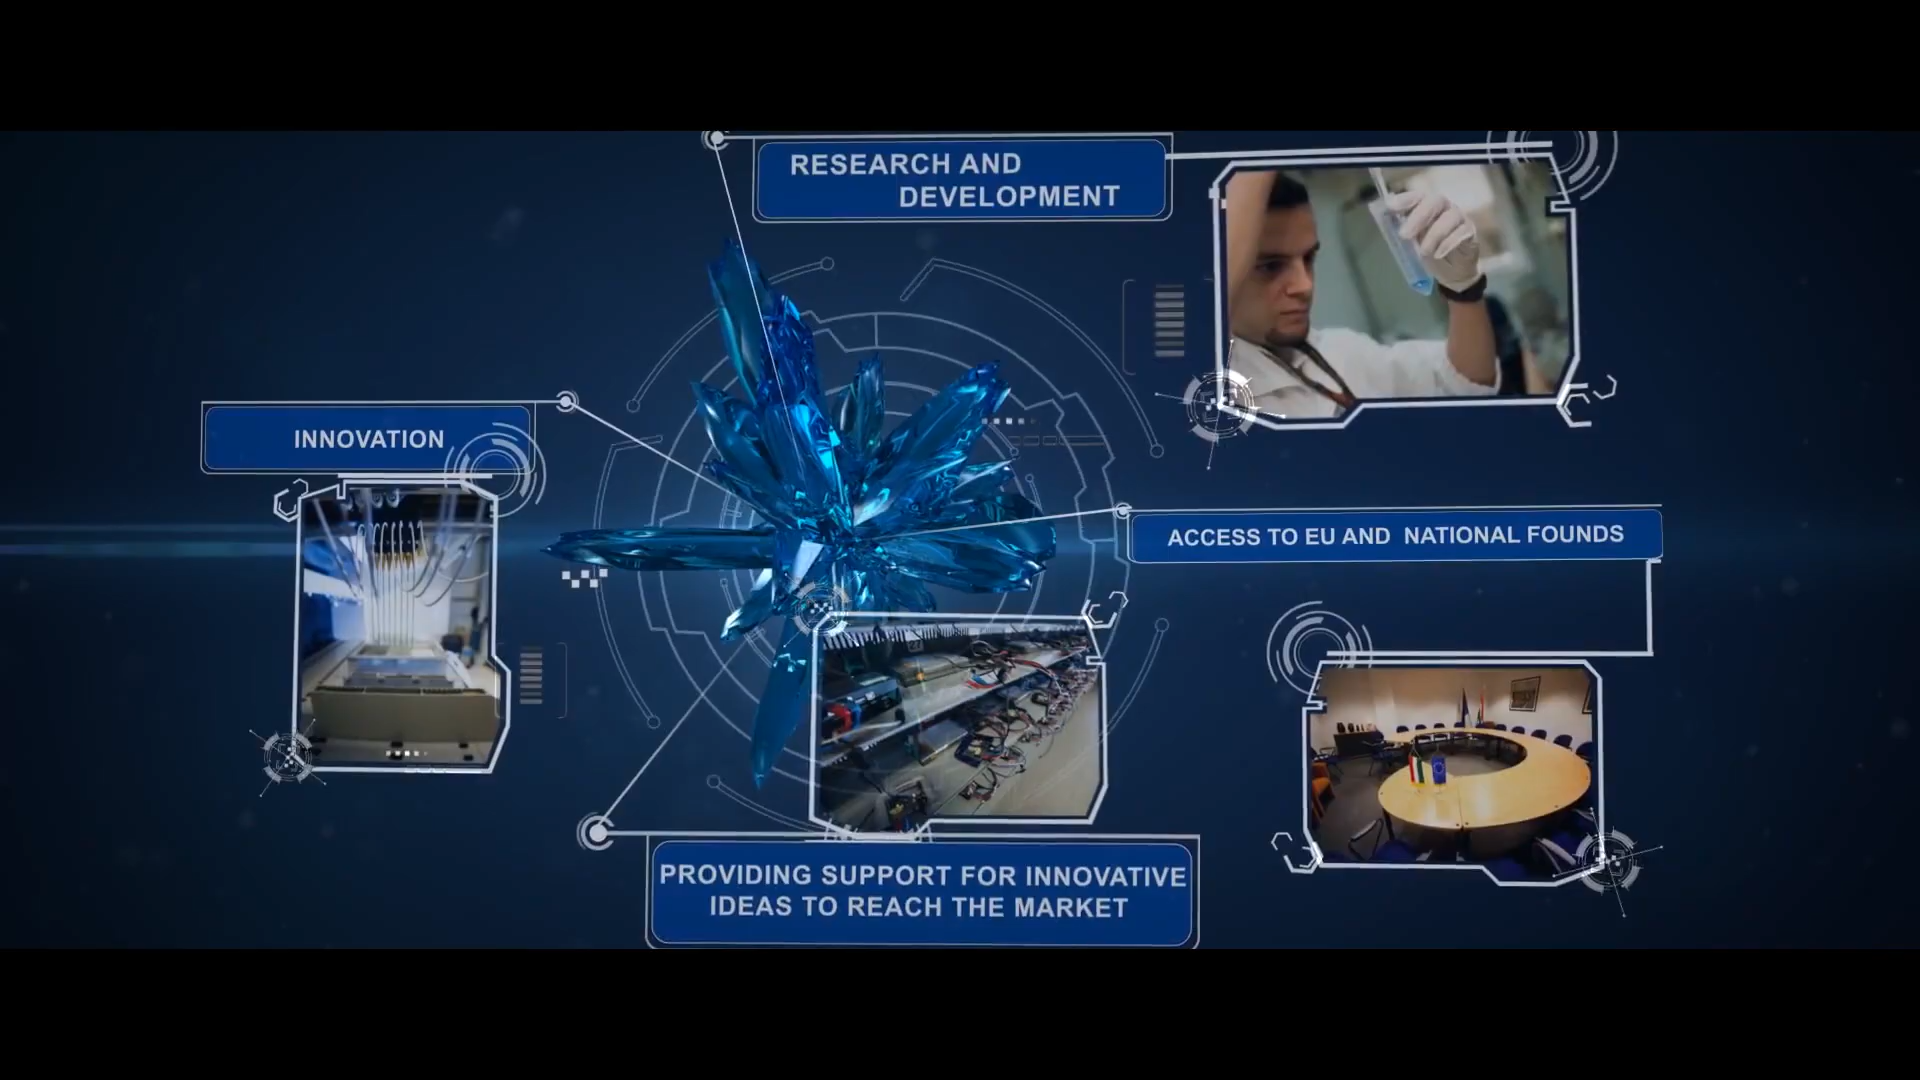 RESEARCH AND
DEVELOPMENT
INNOVATION
ACCESS TO EU AND NATIONAL FOUNDS
PROVIDING SUPPORT FOR INNOVATIVE
IDEAS TO REACH THE MARKET